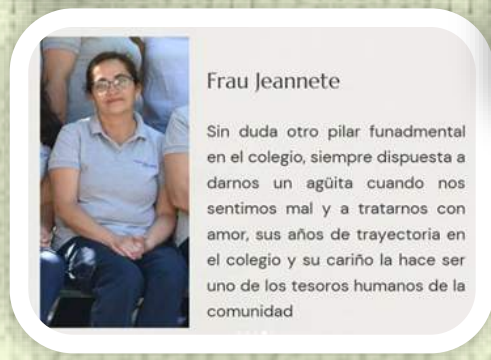 Frau Jeannete
Sin duda otro pilar funadmental
en el colegio, siempre dispuesta a
darnos un agüita cuando nos
sentimos mal y a tratarnos con
amor, sus años de trayectoria en
el colegio y su cariño la hace ser
uno de los tesoros humanos de la
comunidad